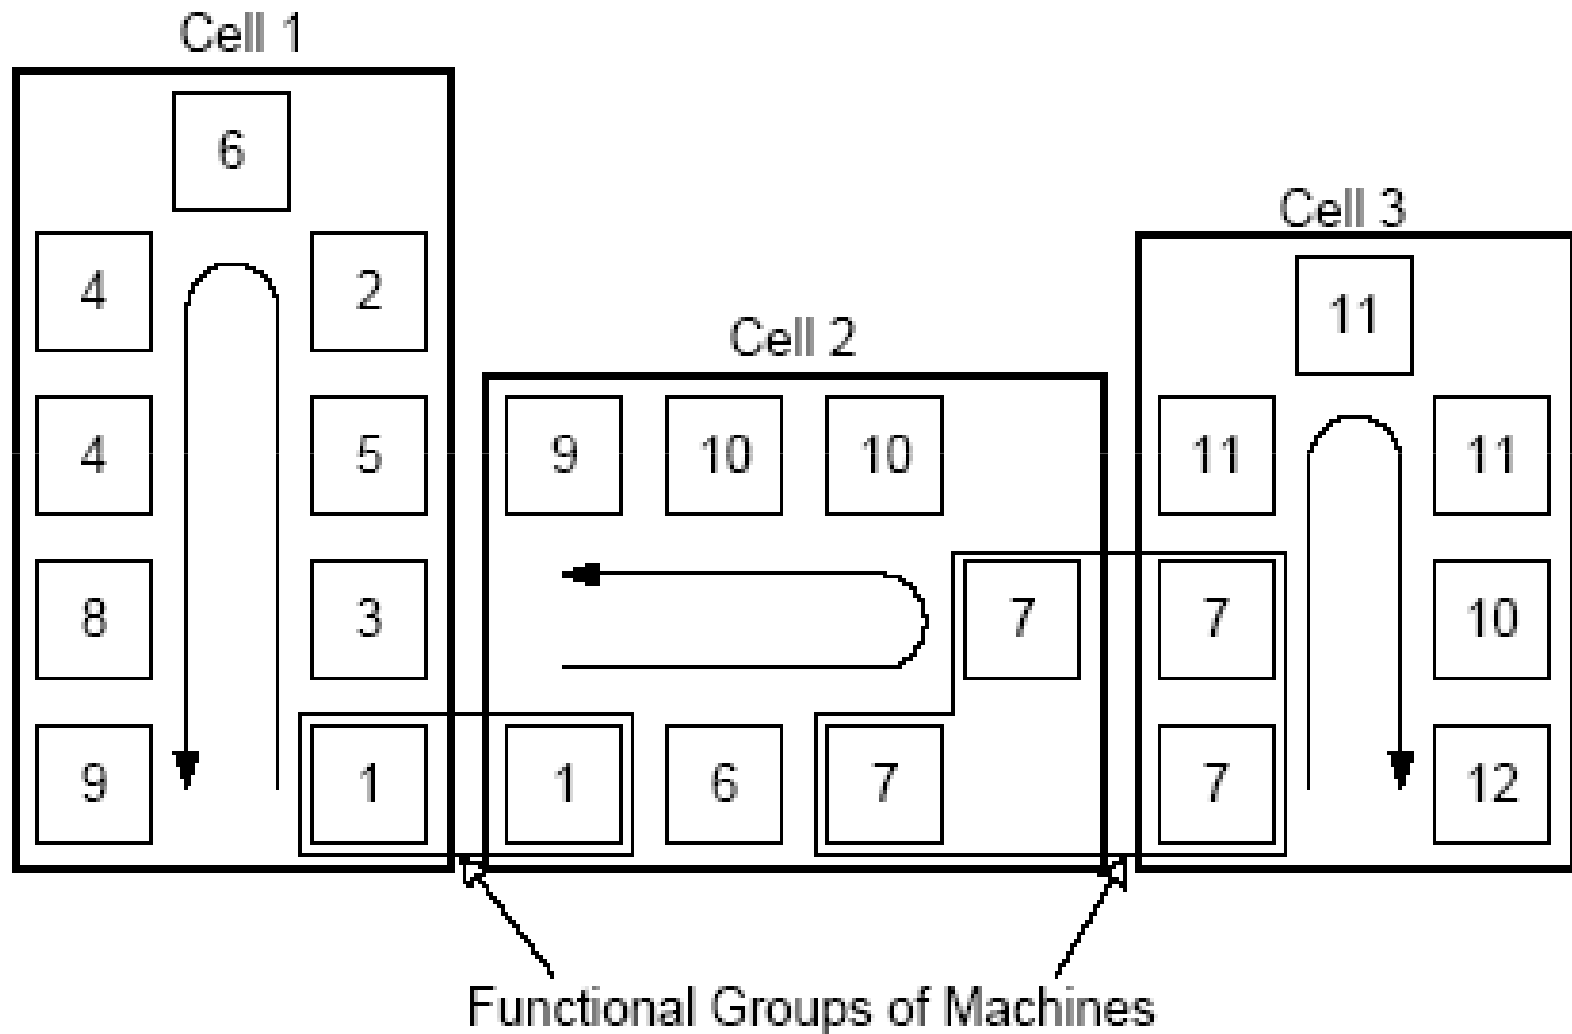 Cell 1
6
Cell 3
4 2
11
Cell 2
4 5 9 10 10 11 11
8 3 7 7 10
9 1 1 6 7 7 12
Functional Groups of Machines